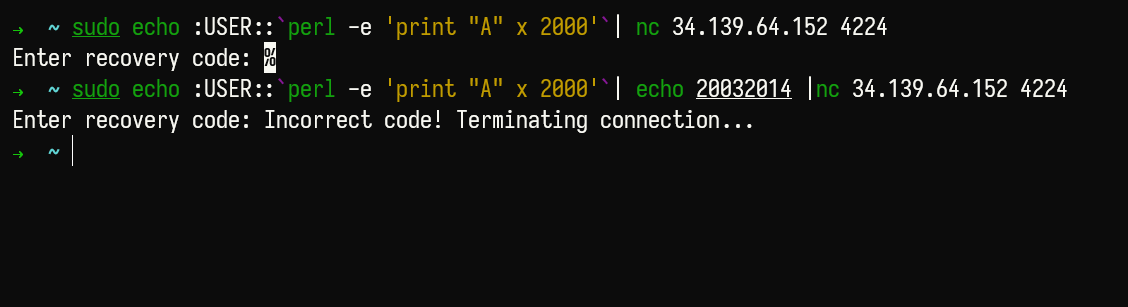 → ~ sudo echo :USER::`perl -e 'print "A" x 2000'`| nc 34.139.64.152 4224
Enter recovery code: %
→ ~ sudo echo :USER::`perl -e 'print "A" x 2000'`| echo 20032014 |nc 34.139.64.152 4224
Enter recovery code: Incorrect code! Terminating connection...
→ ~